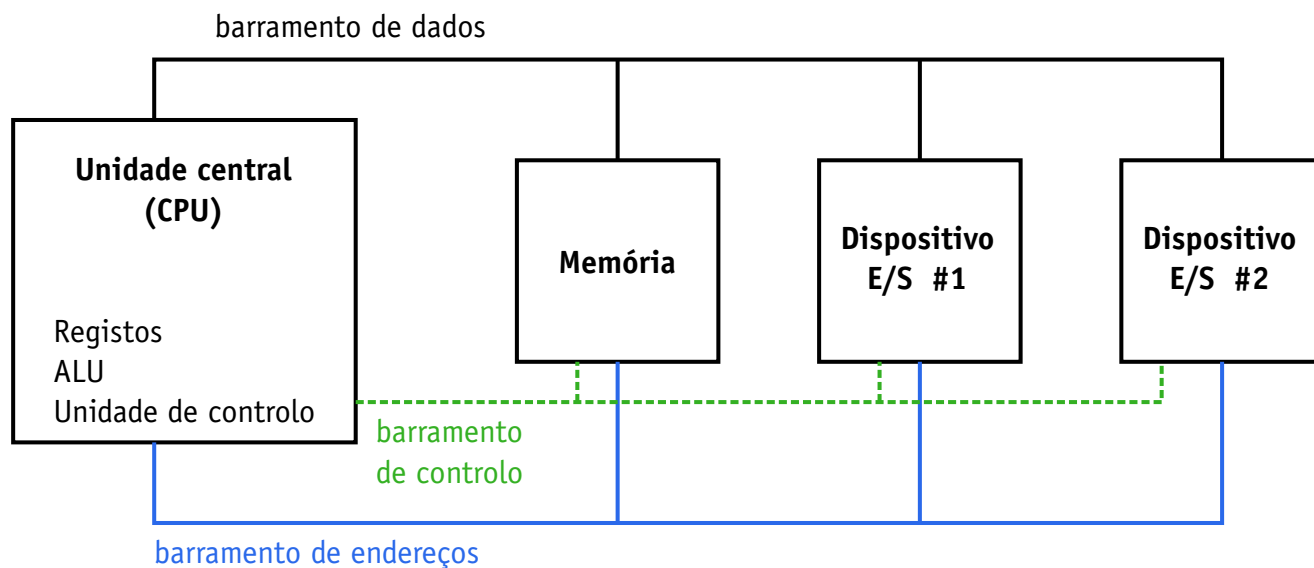 barramento de dados
Unidade central
(CPU)
Registos
ALU
Unidade de controlo
Memória
Dispositivo
E/S #1
Dispositivo
E/S #2
barramento
de controlo
barramento de endereços